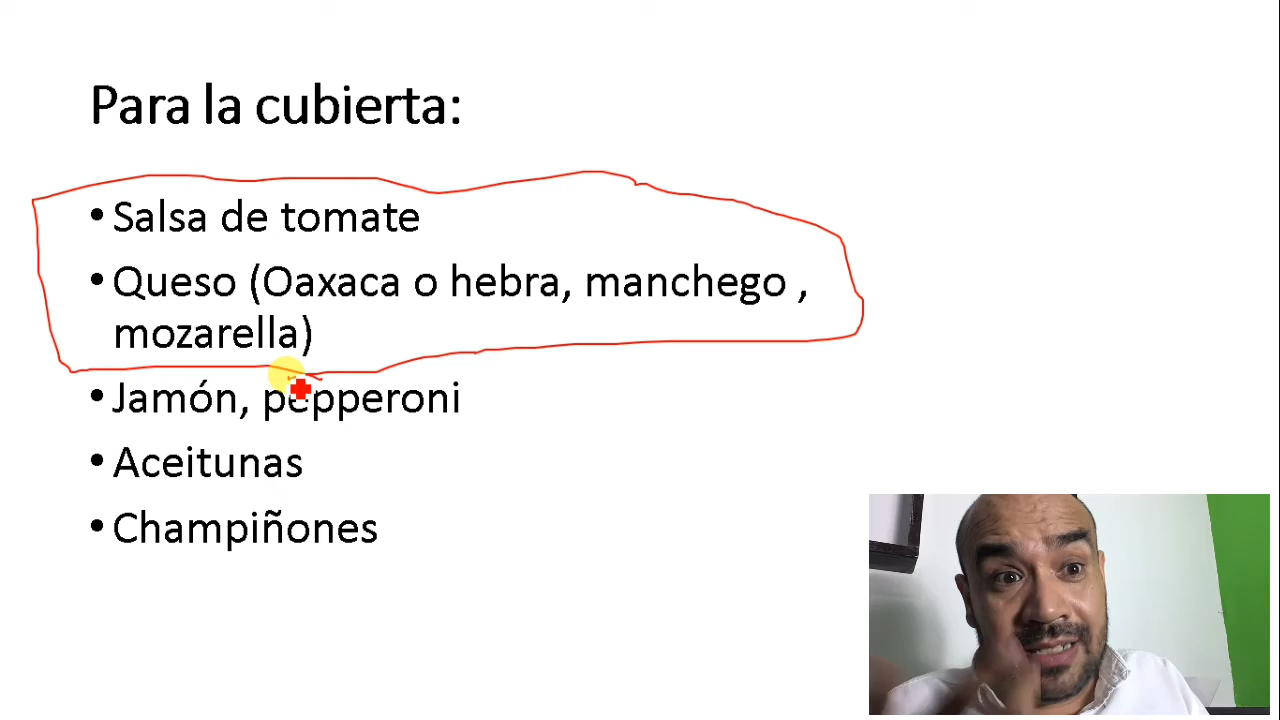 Para la cubierta:
• Salsa de tomate
• Queso (Oaxaca o hebra, manchego ,
mozarella)
• Jamón, pepperoni
• Aceitunas
• Champiñones